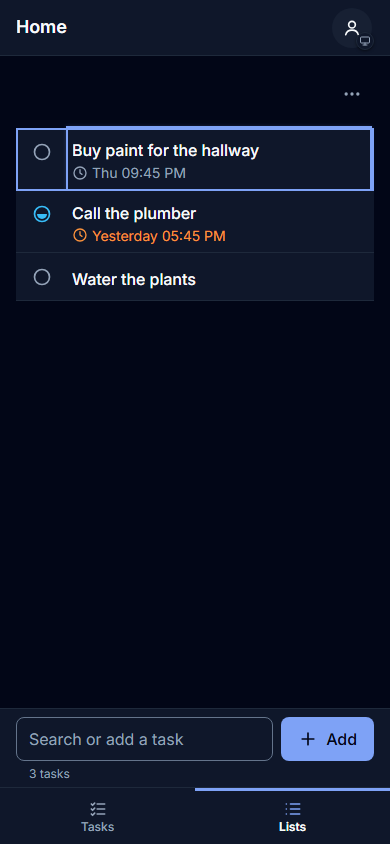 Home
Buy paint for the hallway
Thu 09:45 PM
Call the plumber
Yesterday 05:45 PM
Water the plants
Search or add a task
Add
3 tasks
Tasks
Lists